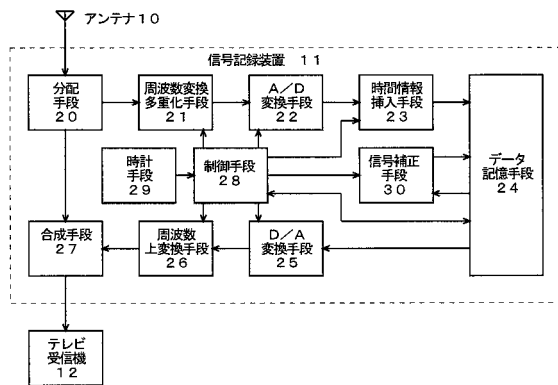 アンテナ10
信号記録装置 11
分配
手段
20
周波数変換
多重化手段
21
A/D
変換手段
22
時間情報
挿入手段
23
時計
手段
29
制御手段
28
信号補正
手段
30
データ
記憶手段
24
合成手段
27
周波数
上変換手段
26
D/A
変換手段
25
テレビ
受信機
12